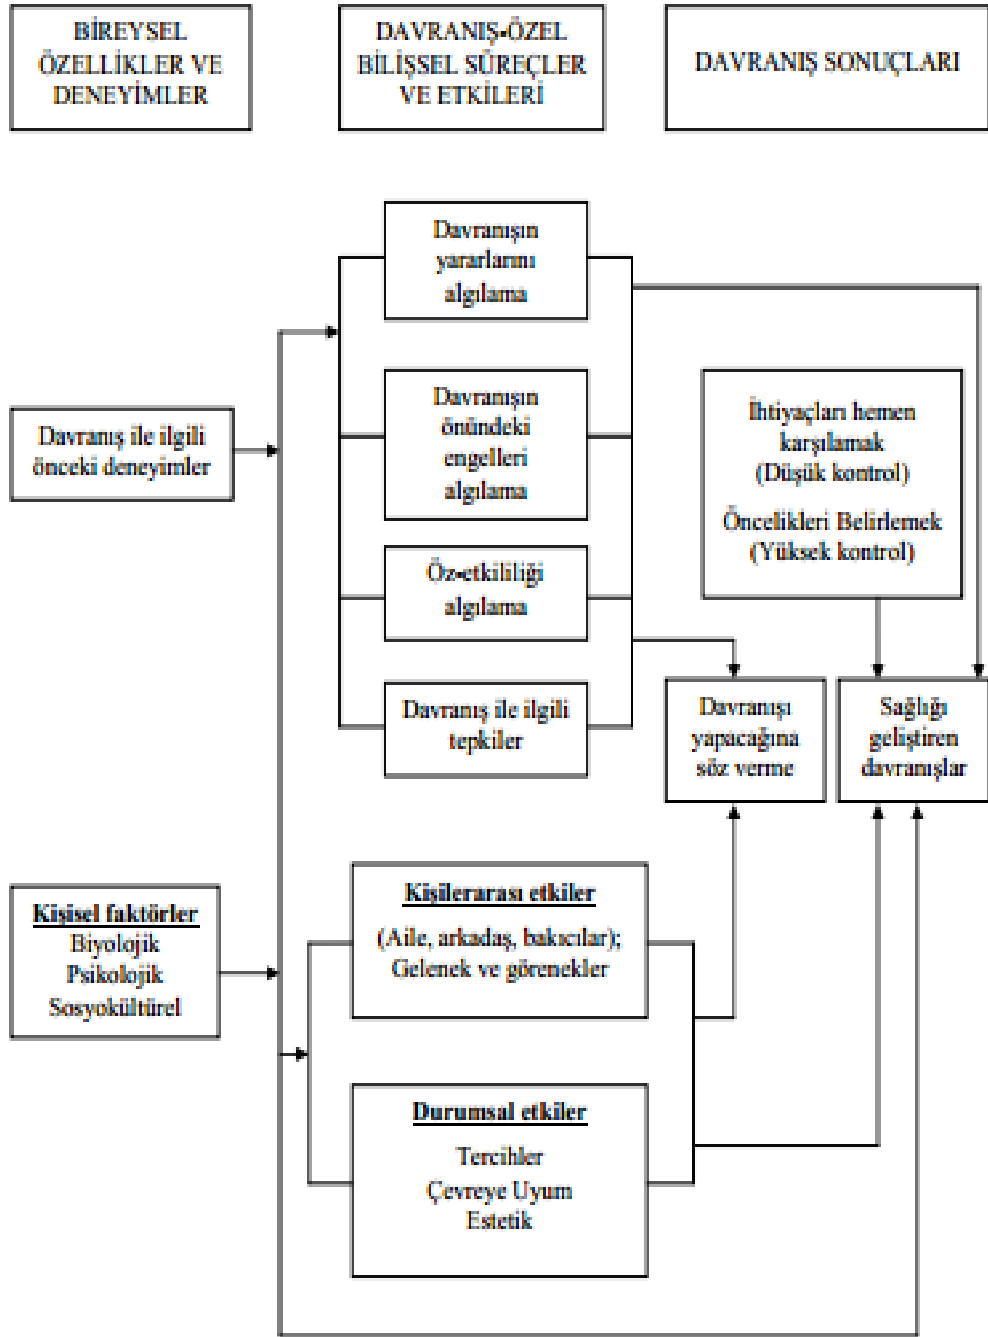 BİREYSEL
ÖZELLİKLER VE
DENEYİMLER
DAVRANIŞ-ÖZEL
BİLİŞSEL SÜREÇLER
VE ETKİLERİ
DAVRANIŞ SONUÇLARI
Davranışın
yararlarını
algılama
Davranışın
önündeki
engelleri
algılama
İhtiyaçları hemen
karşılamak
(Düşük kontrol)
Öncelikleri Belirlemek
(Yüksek kontrol)
Davranış ile ilgili
önceki deneyimler
Öz-etkililiği
algılama
Davranış ile ilgili
tepkiler
Davranışı
yapacağına
söz verme
Sağlığı
geliştiren
davranışlar
Kişisel faktörler
Biyolojik
Psikolojik
Sosyokültürel
Kişilerarası etkiler
(Aile, arkadaş, bakıcılar);
Gelenek ve görenekler
Durumsal etkiler
Tercihler
Çevreye Uyum
Estetik